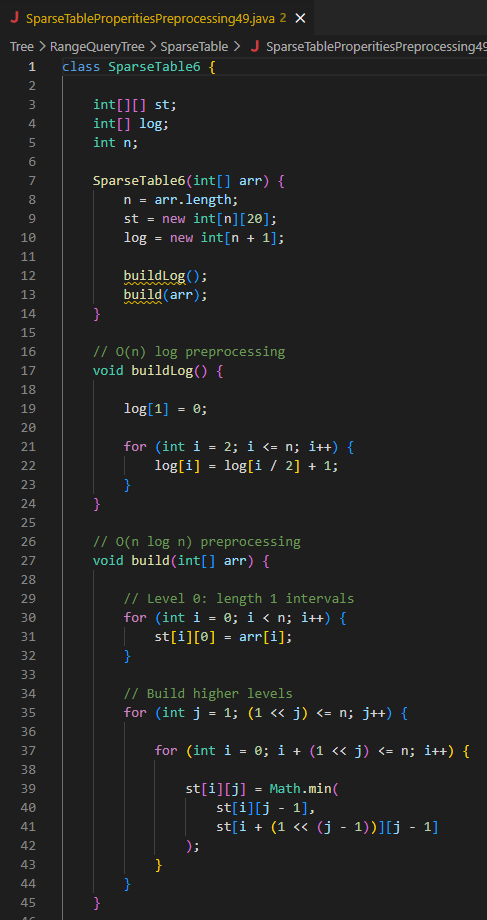 SparseTableProperitiesPreprocessing49.java 2
Tree > RangeQueryTree > SparseTable > SparseTableProperitiesPreprocessing49
1 class SparseTable6 {
2
3     int[][] st;
4     int[] log;
5     int n;
6
7     SparseTable6(int[] arr) {
8         n = arr.length;
9         st = new int[n][20];
10         log = new int[n + 1];
11
12         buildLog();
13         build(arr);
14     }
15
16     // O(n) log preprocessing
17     void buildLog() {
18
19         log[1] = 0;
20
21         for (int i = 2; i <= n; i++) {
22             log[i] = log[i / 2] + 1;
23         }
24     }
25
26     // O(n log n) preprocessing
27     void build(int[] arr) {
28
29         // Level 0: length 1 intervals
30         for (int i = 0; i < n; i++) {
31             st[i][0] = arr[i];
32         }
33
34         // Build higher levels
35         for (int j = 1; (1 << j) <= n; j++) {
36
37             for (int i = 0; i + (1 << j) <= n; i++) {
38
39                 st[i][j] = Math.min(
40                     st[i][j - 1],
41                     st[i + (1 << (j - 1))][j - 1]
42                 );
43             }
44         }
45     }